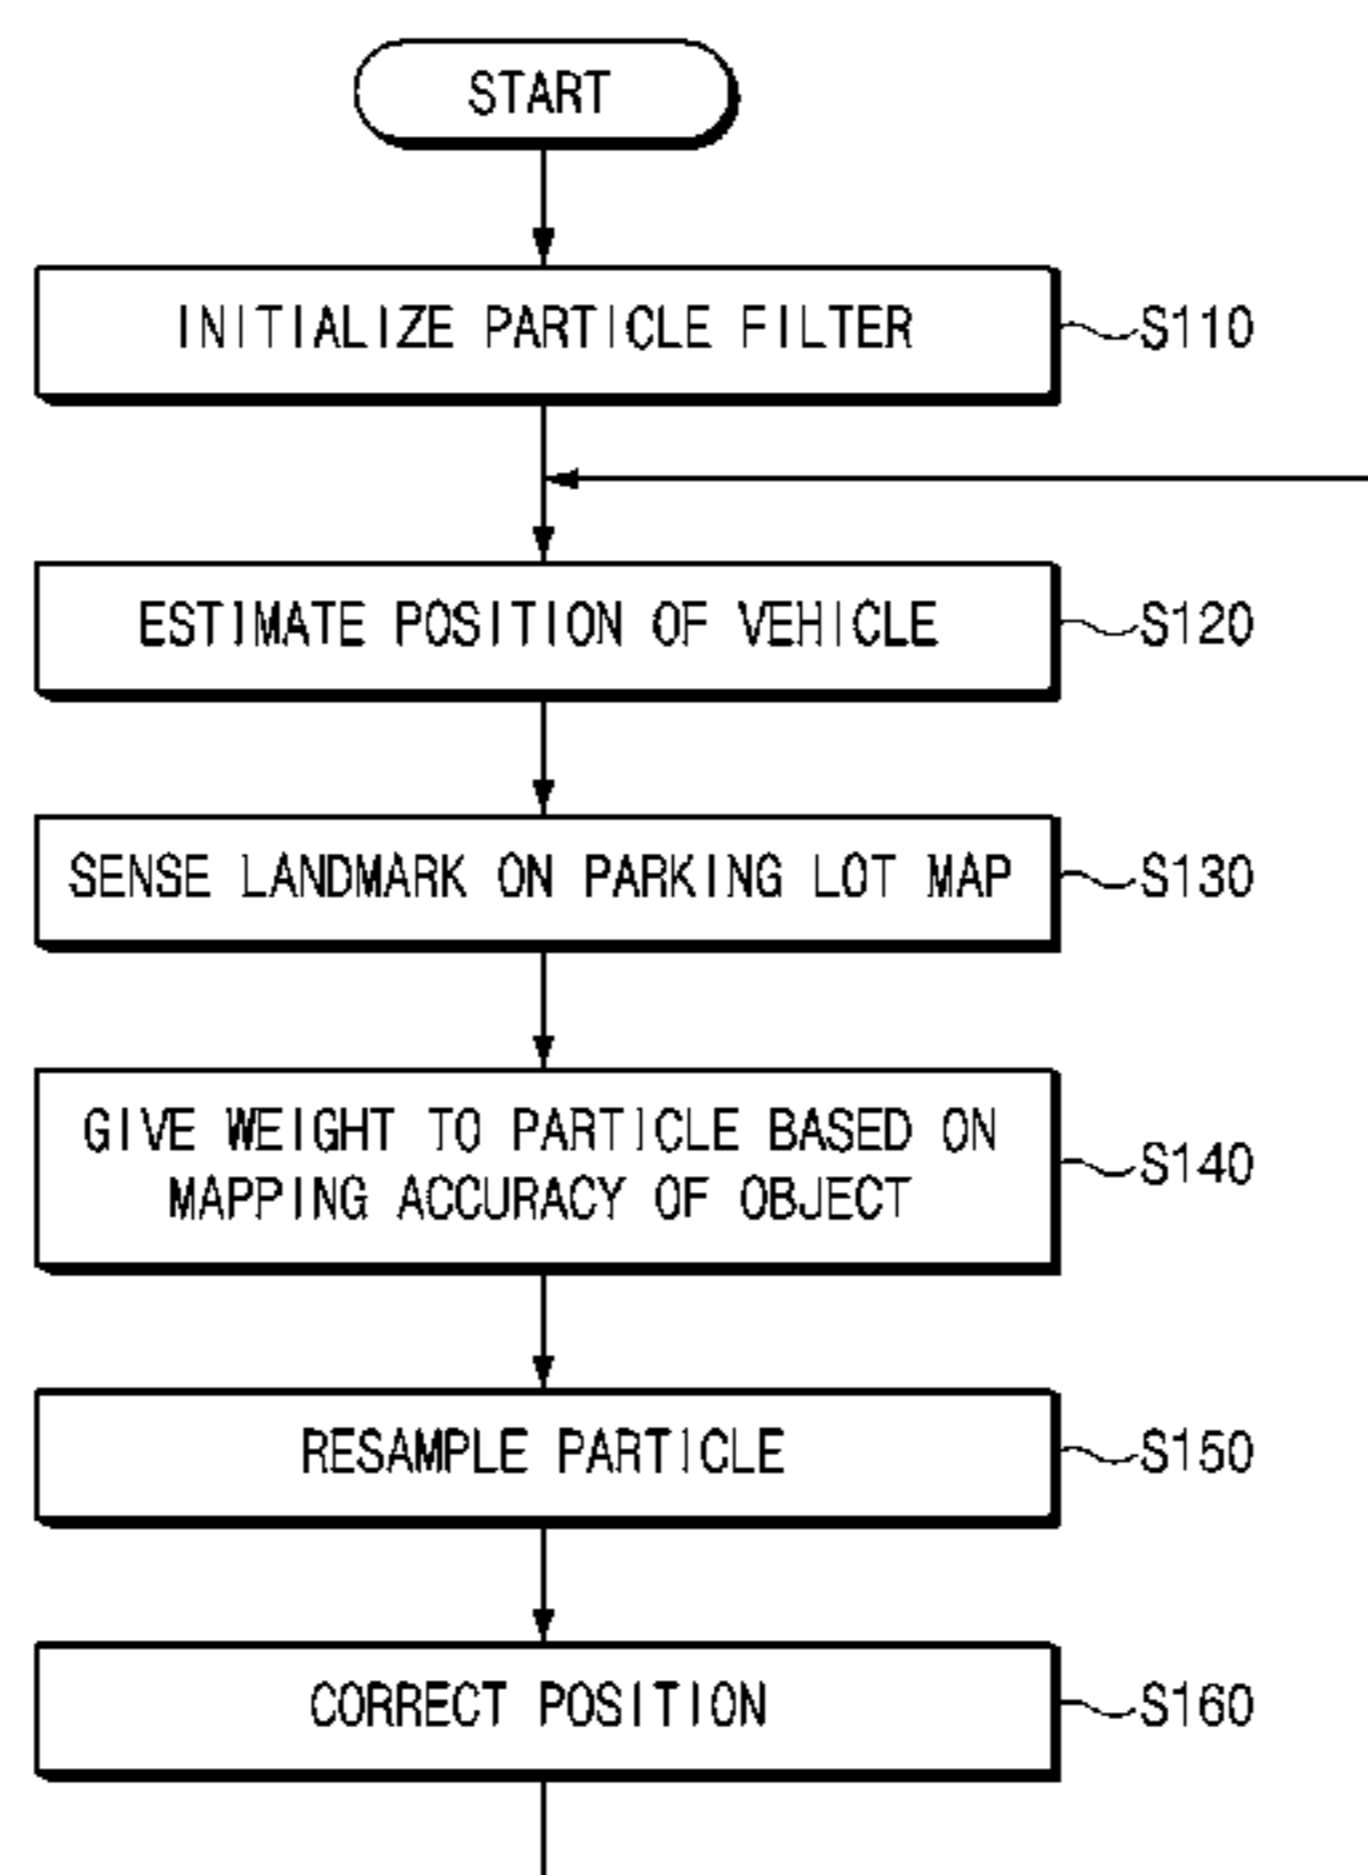 START
INITIALIZE PARTICLE FILTER
S110
ESTIMATE POSITION OF VEHICLE
S120
SENSE LANDMARK ON PARKING LOT MAP
S130
GIVE WEIGHT TO PARTICLE BASED ON
MAPPING ACCURACY OF OBJECT
S140
RESAMPLE PARTICLE
S150
CORRECT POSITION
S160